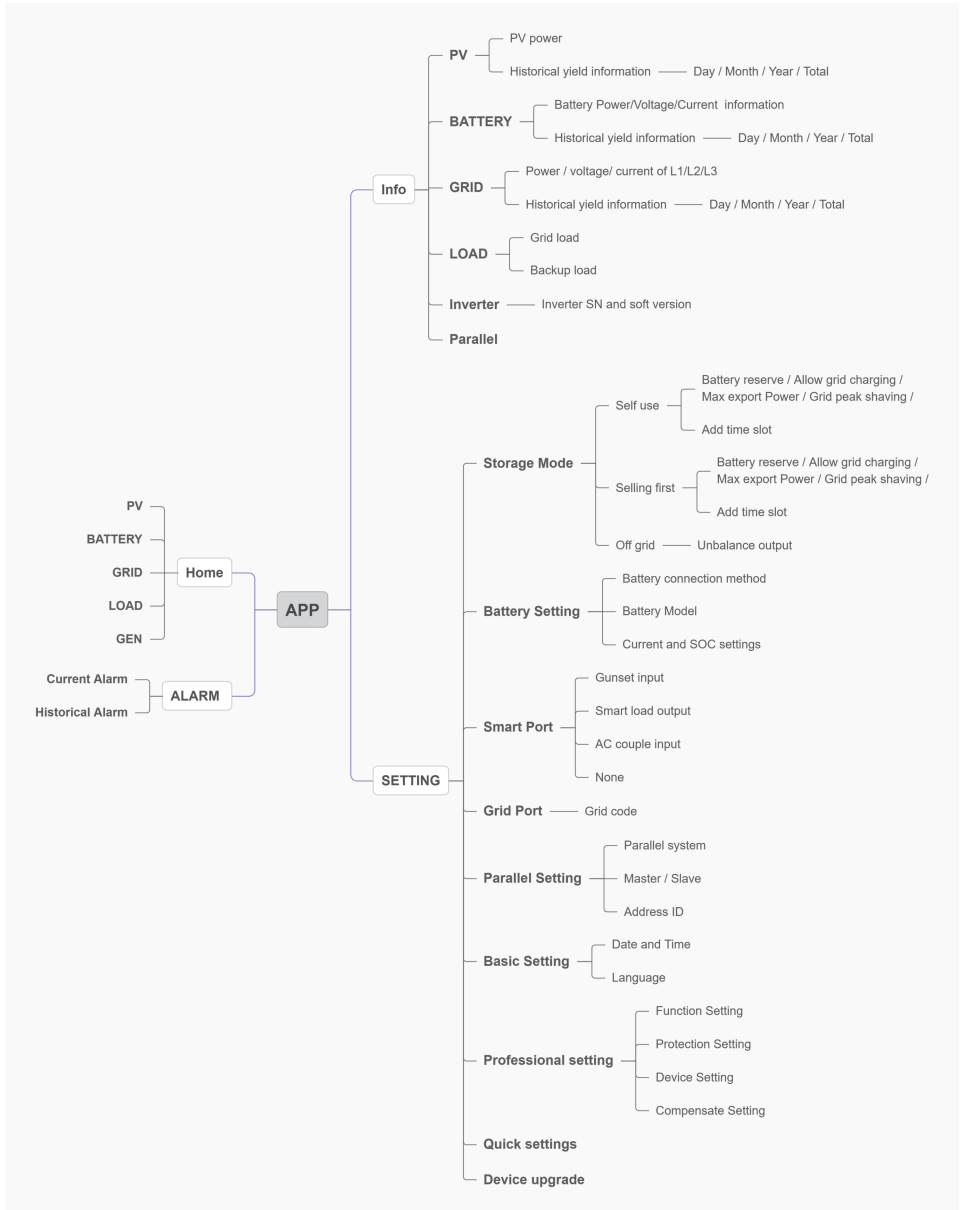 APP
Home
PV
BATTERY
GRID
LOAD
GEN
ALARM
Current Alarm
Historical Alarm
Info
PV
PV power
Historical yield information
Day / Month / Year / Total
BATTERY
Battery Power/Voltage/Current information
Historical yield information
Day / Month / Year / Total
GRID
Power / voltage/ current of L1/L2/L3
Historical yield information
Day / Month / Year / Total
LOAD
Grid load
Backup load
Inverter
Inverter SN and soft version
Parallel
SETTING
Storage Mode
Self use
Battery reserve / Allow grid charging /
Max export Power / Grid peak shaving /
Add time slot
Selling first
Battery reserve / Allow grid charging /
Max export Power / Grid peak shaving /
Add time slot
Off grid
Unbalance output
Battery Setting
Battery connection method
Battery Model
Current and SOC settings
Smart Port
Gunset input
Smart load output
AC couple input
None
Grid Port
Grid code
Parallel Setting
Parallel system
Master / Slave
Address ID
Basic Setting
Date and Time
Language
Professional setting
Function Setting
Protection Setting
Device Setting
Compensate Setting
Quick settings
Device upgrade